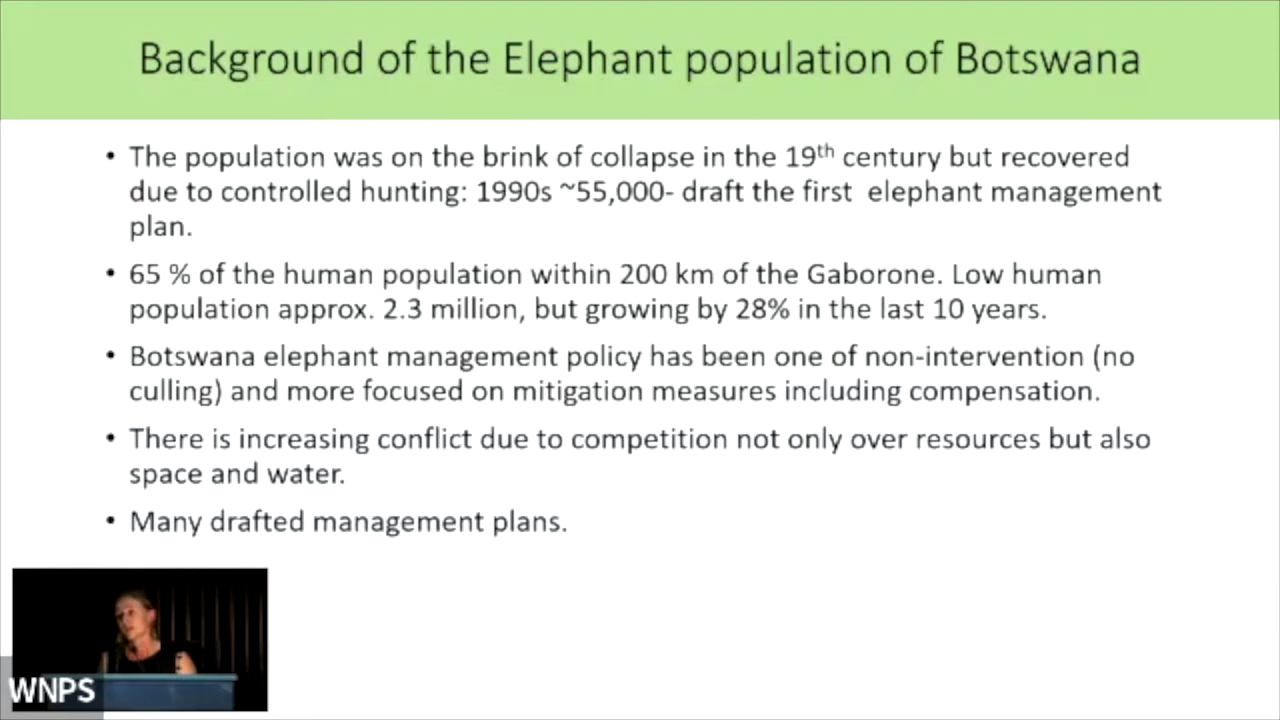 Background of the Elephant population of Botswana
• The population was on the brink of collapse in the 19th century but recovered
due to controlled hunting: 1990s ~55,000- draft the first elephant management
plan.
• 65 % of the human population within 200 km of the Gaborone. Low human
population approx. 2.3 million, but growing by 28% in the last 10 years.
• Botswana elephant management policy has been one of non-intervention (no
culling) and more focused on mitigation measures including compensation.
• There is increasing conflict due to competition not only over resources but also
space and water.
• Many drafted management plans.
WNPS